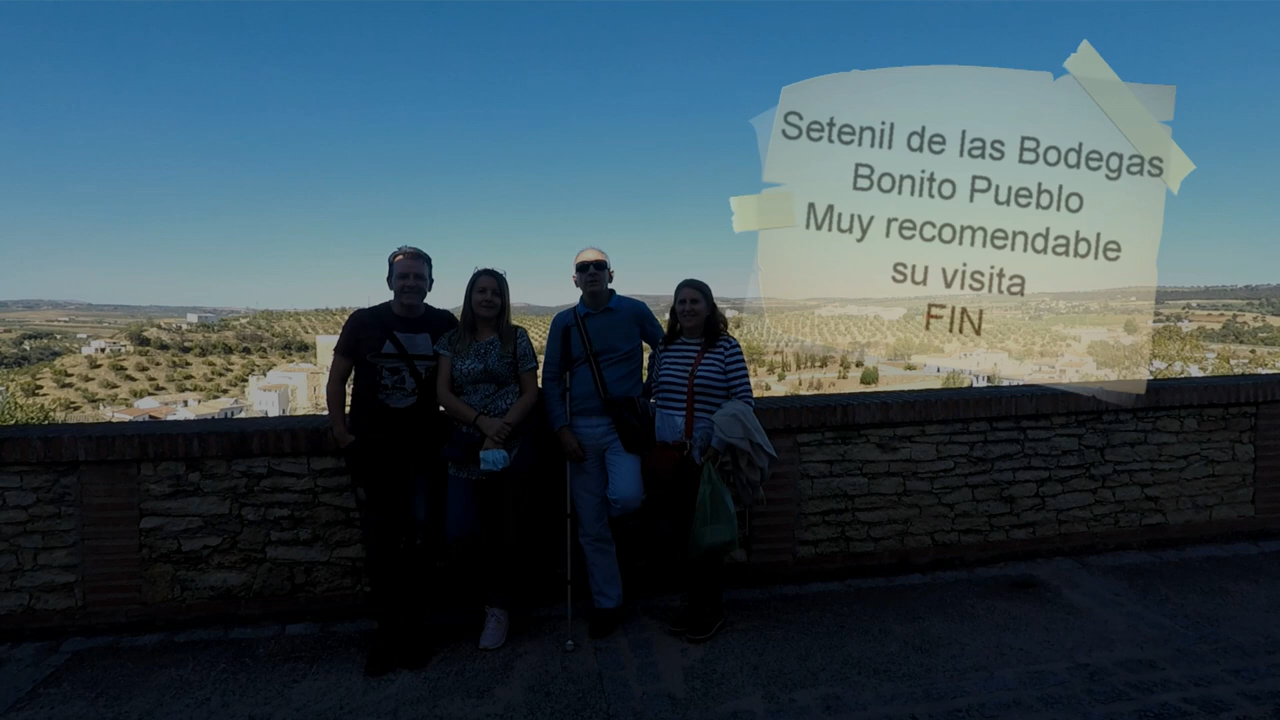 Setenil de las Bodegas
Bonito Pueblo
Muy recomendable
su visita
FIN